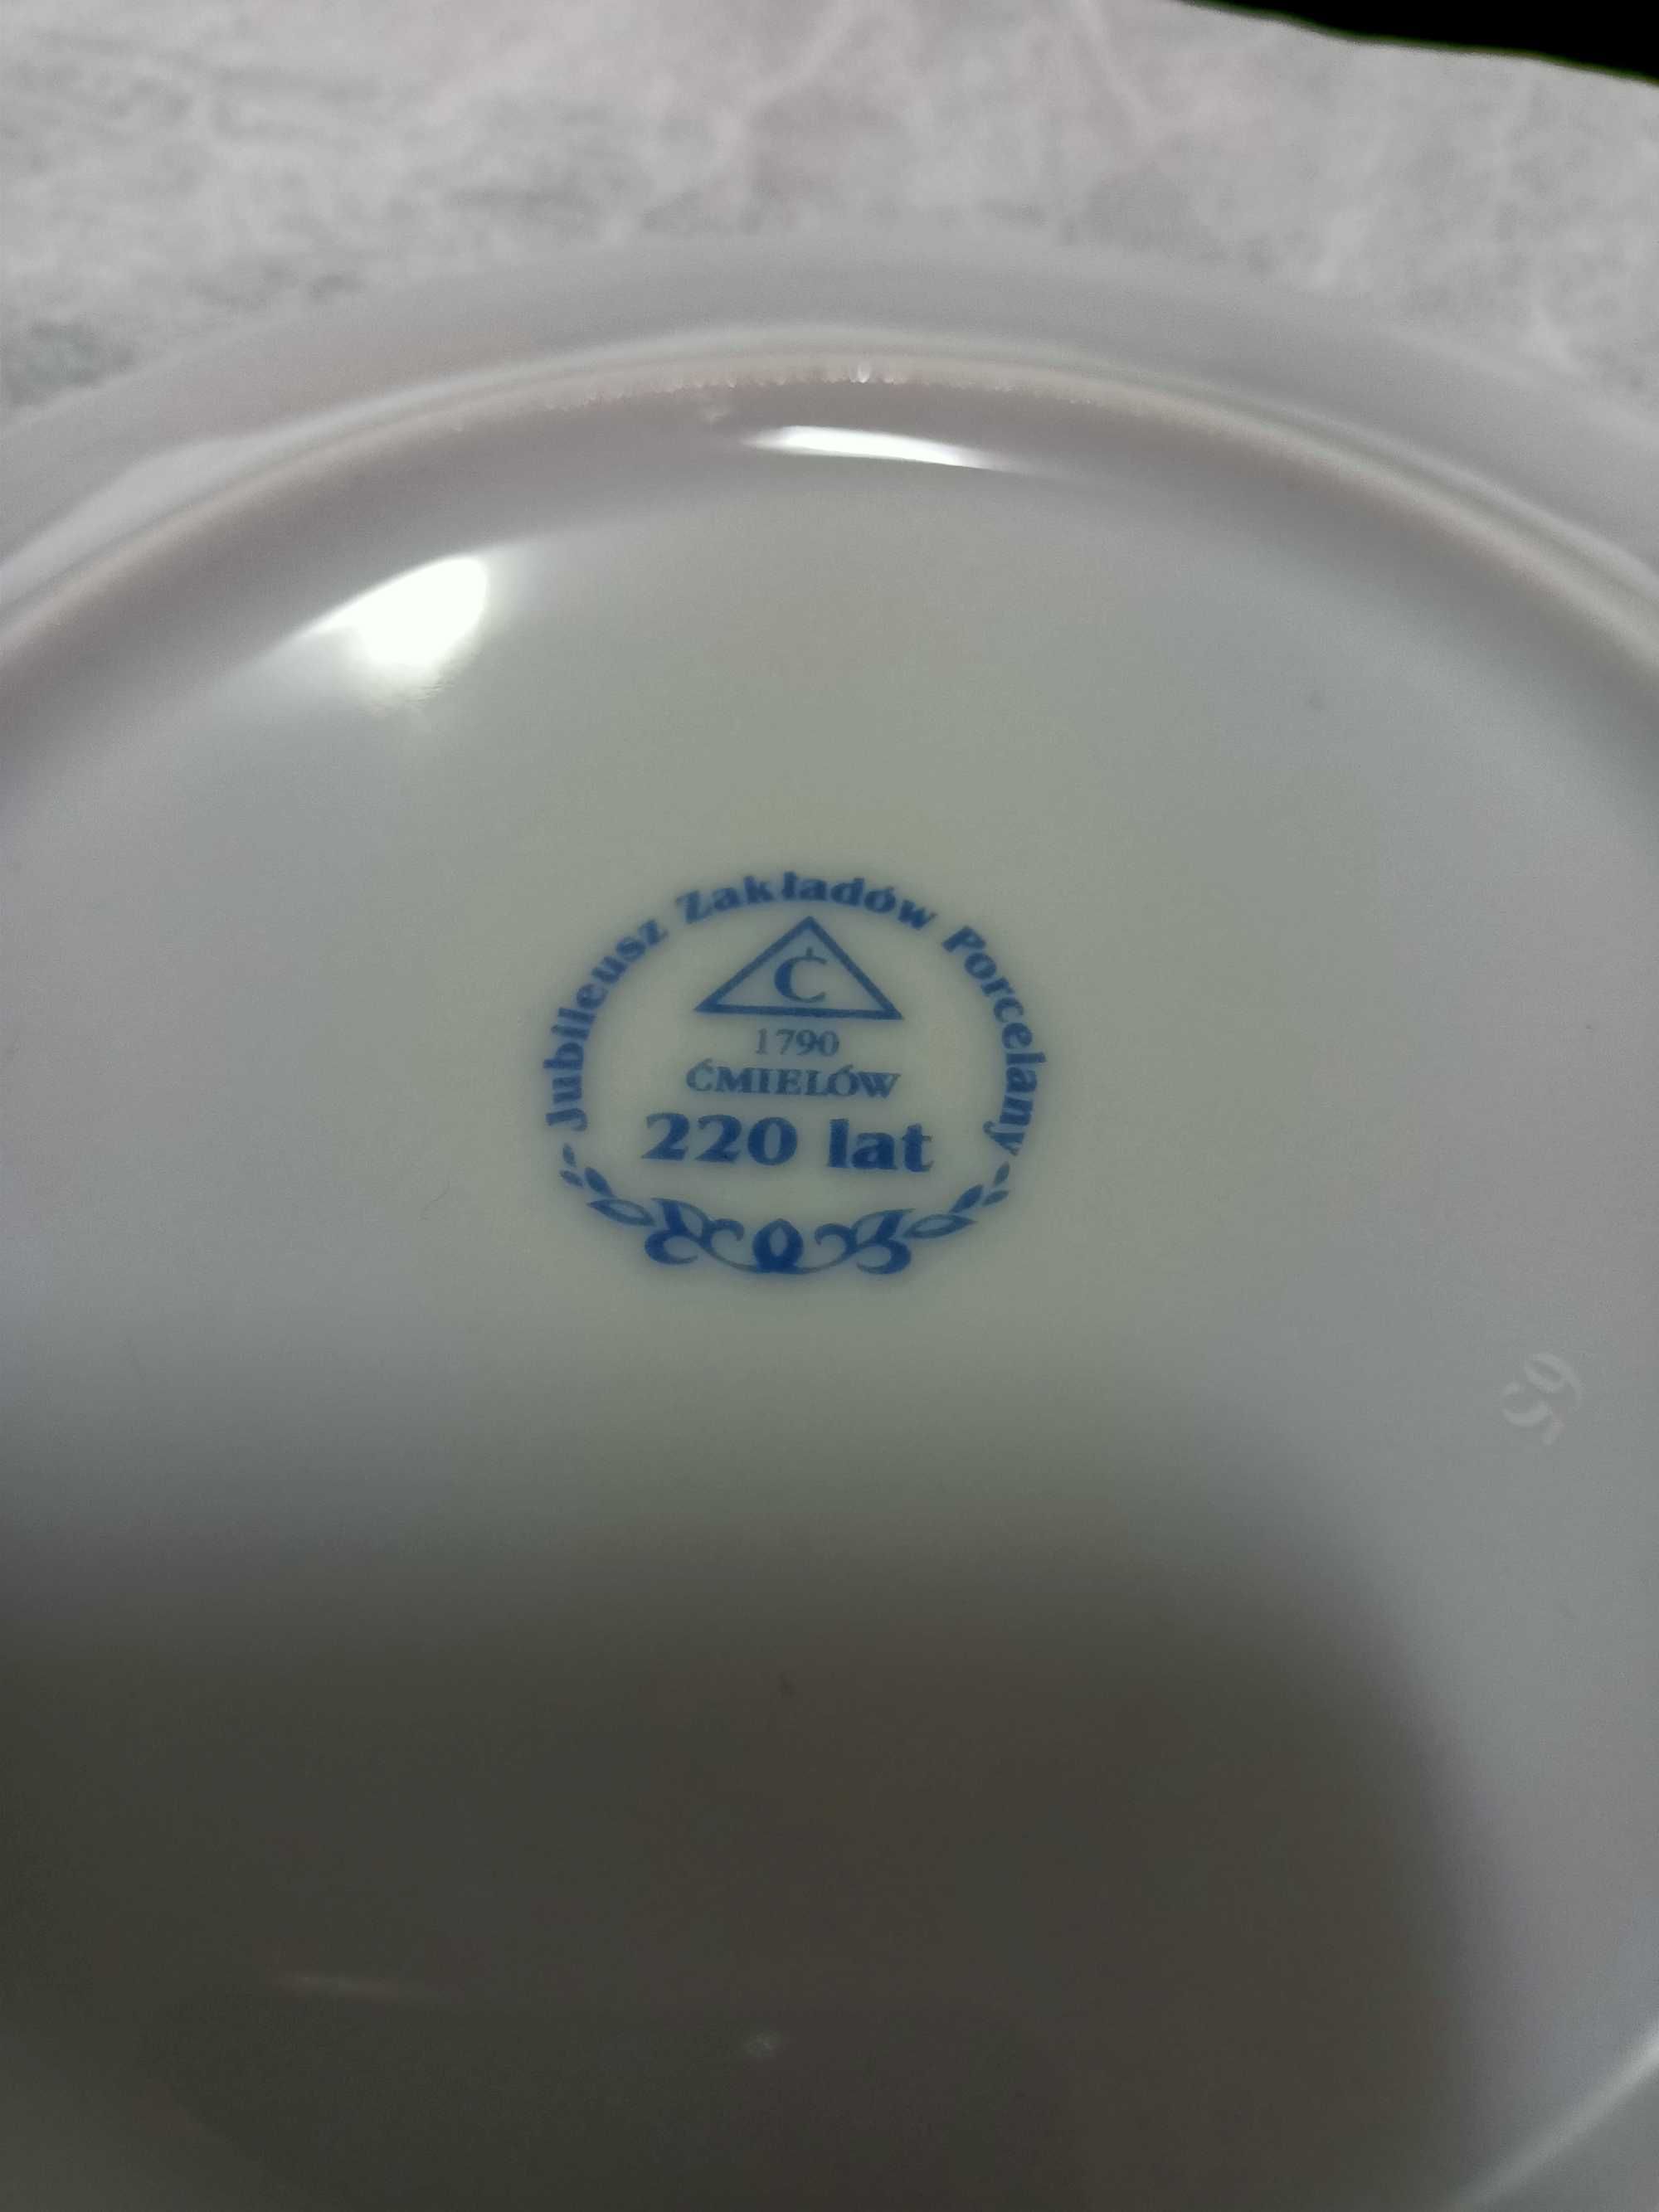 Jubileusz Zakładów Porcelany
Ć
1790
ĆMIELÓW
220 lat